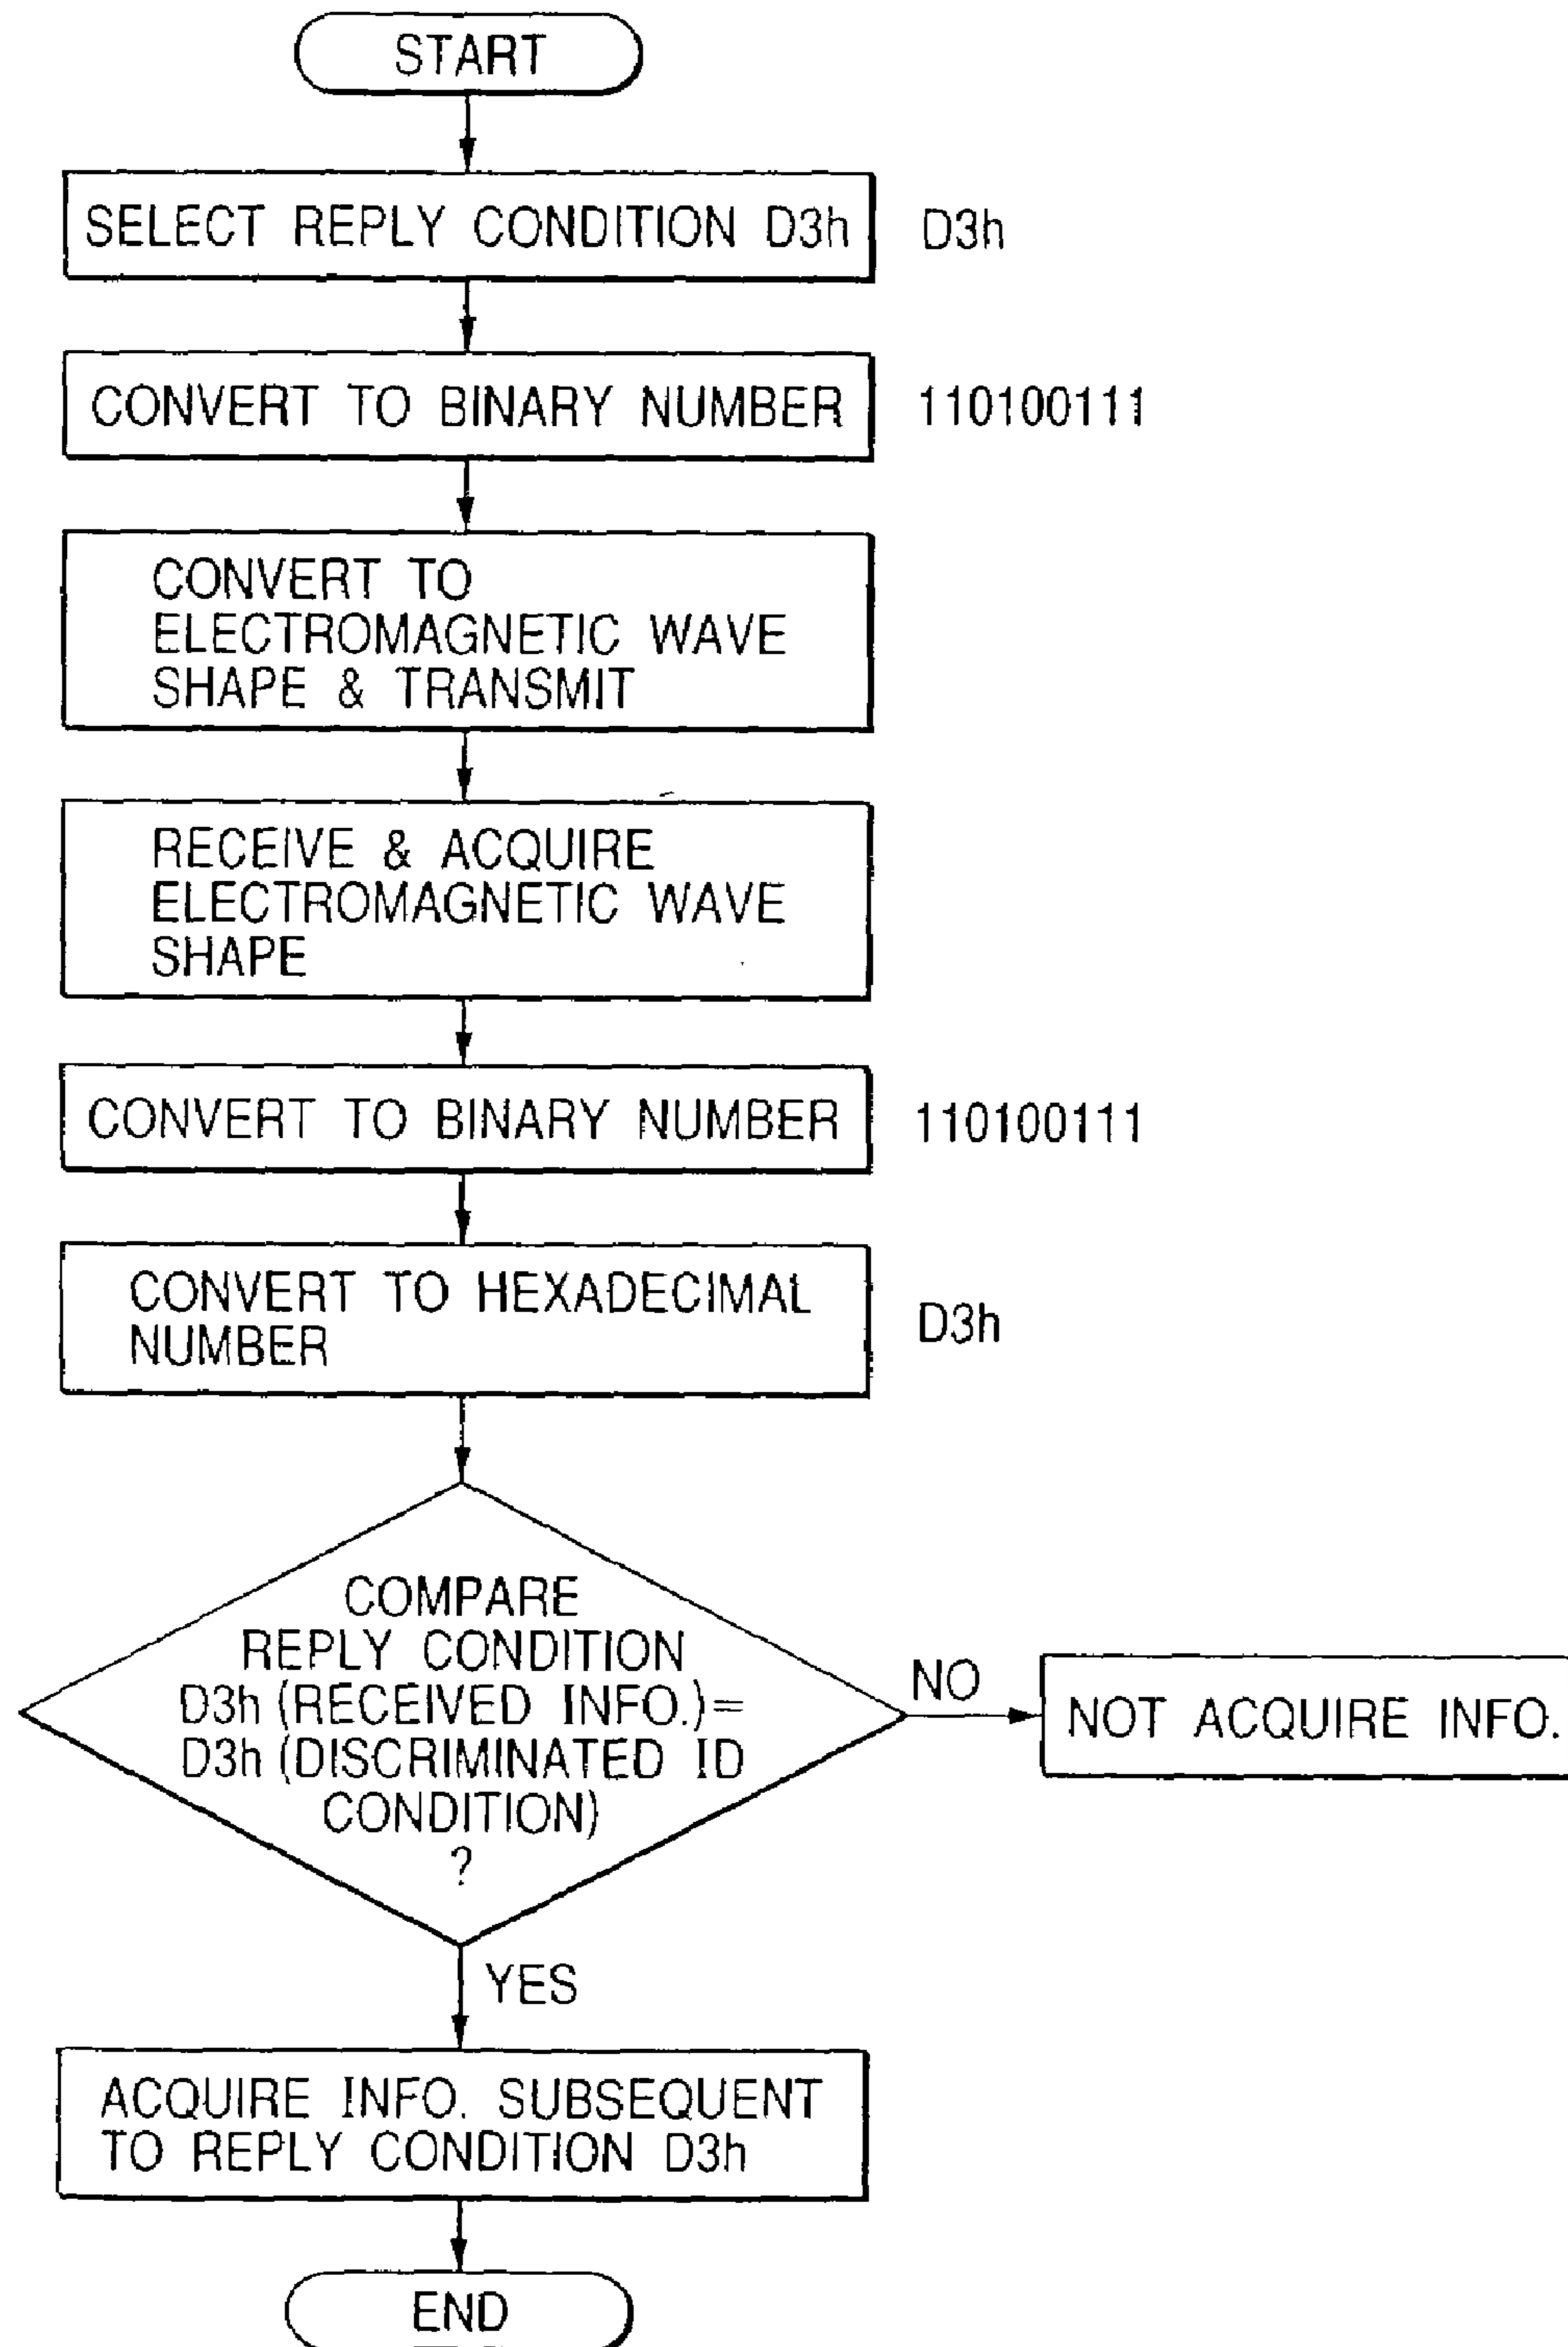 START
SELECT REPLY CONDITION D3h
D3h
CONVERT TO BINARY NUMBER
110100111
CONVERT TO
ELECTROMAGNETIC WAVE
SHAPE & TRANSMIT
RECEIVE & ACQUIRE
ELECTROMAGNETIC WAVE
SHAPE
CONVERT TO BINARY NUMBER
110100111
CONVERT TO HEXADECIMAL
NUMBER
D3h
COMPARE
REPLY CONDITION
D3h (RECEIVED INFO.)=
D3h (DISCRIMINATED ID
CONDITION)
?
NO
NOT ACQUIRE INFO.
YES
ACQUIRE INFO. SUBSEQUENT
TO REPLY CONDITION D3h
END